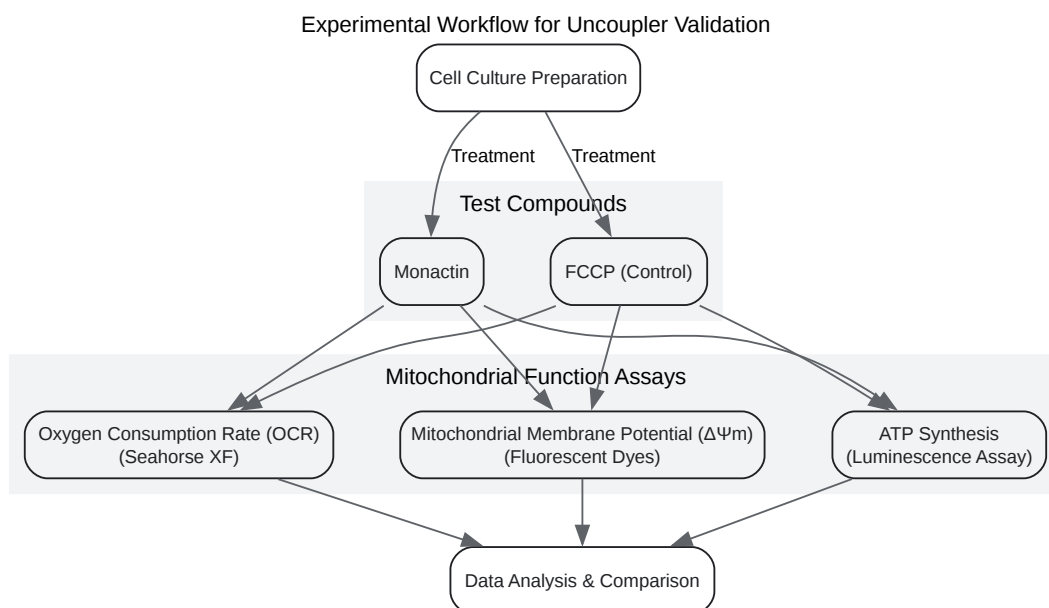 Experimental Workflow for Uncoupler Validation
Cell Culture Preparation
Treatment
Treatment
Test Compounds
Monactin
FCCP (Control)
Mitochondrial Function Assays
Oxygen Consumption Rate (OCR)
(Seahorse XF)
Mitochondrial Membrane Potential (ΔΨm)
(Fluorescent Dyes)
ATP Synthesis
(Luminescence Assay)
Data Analysis & Comparison